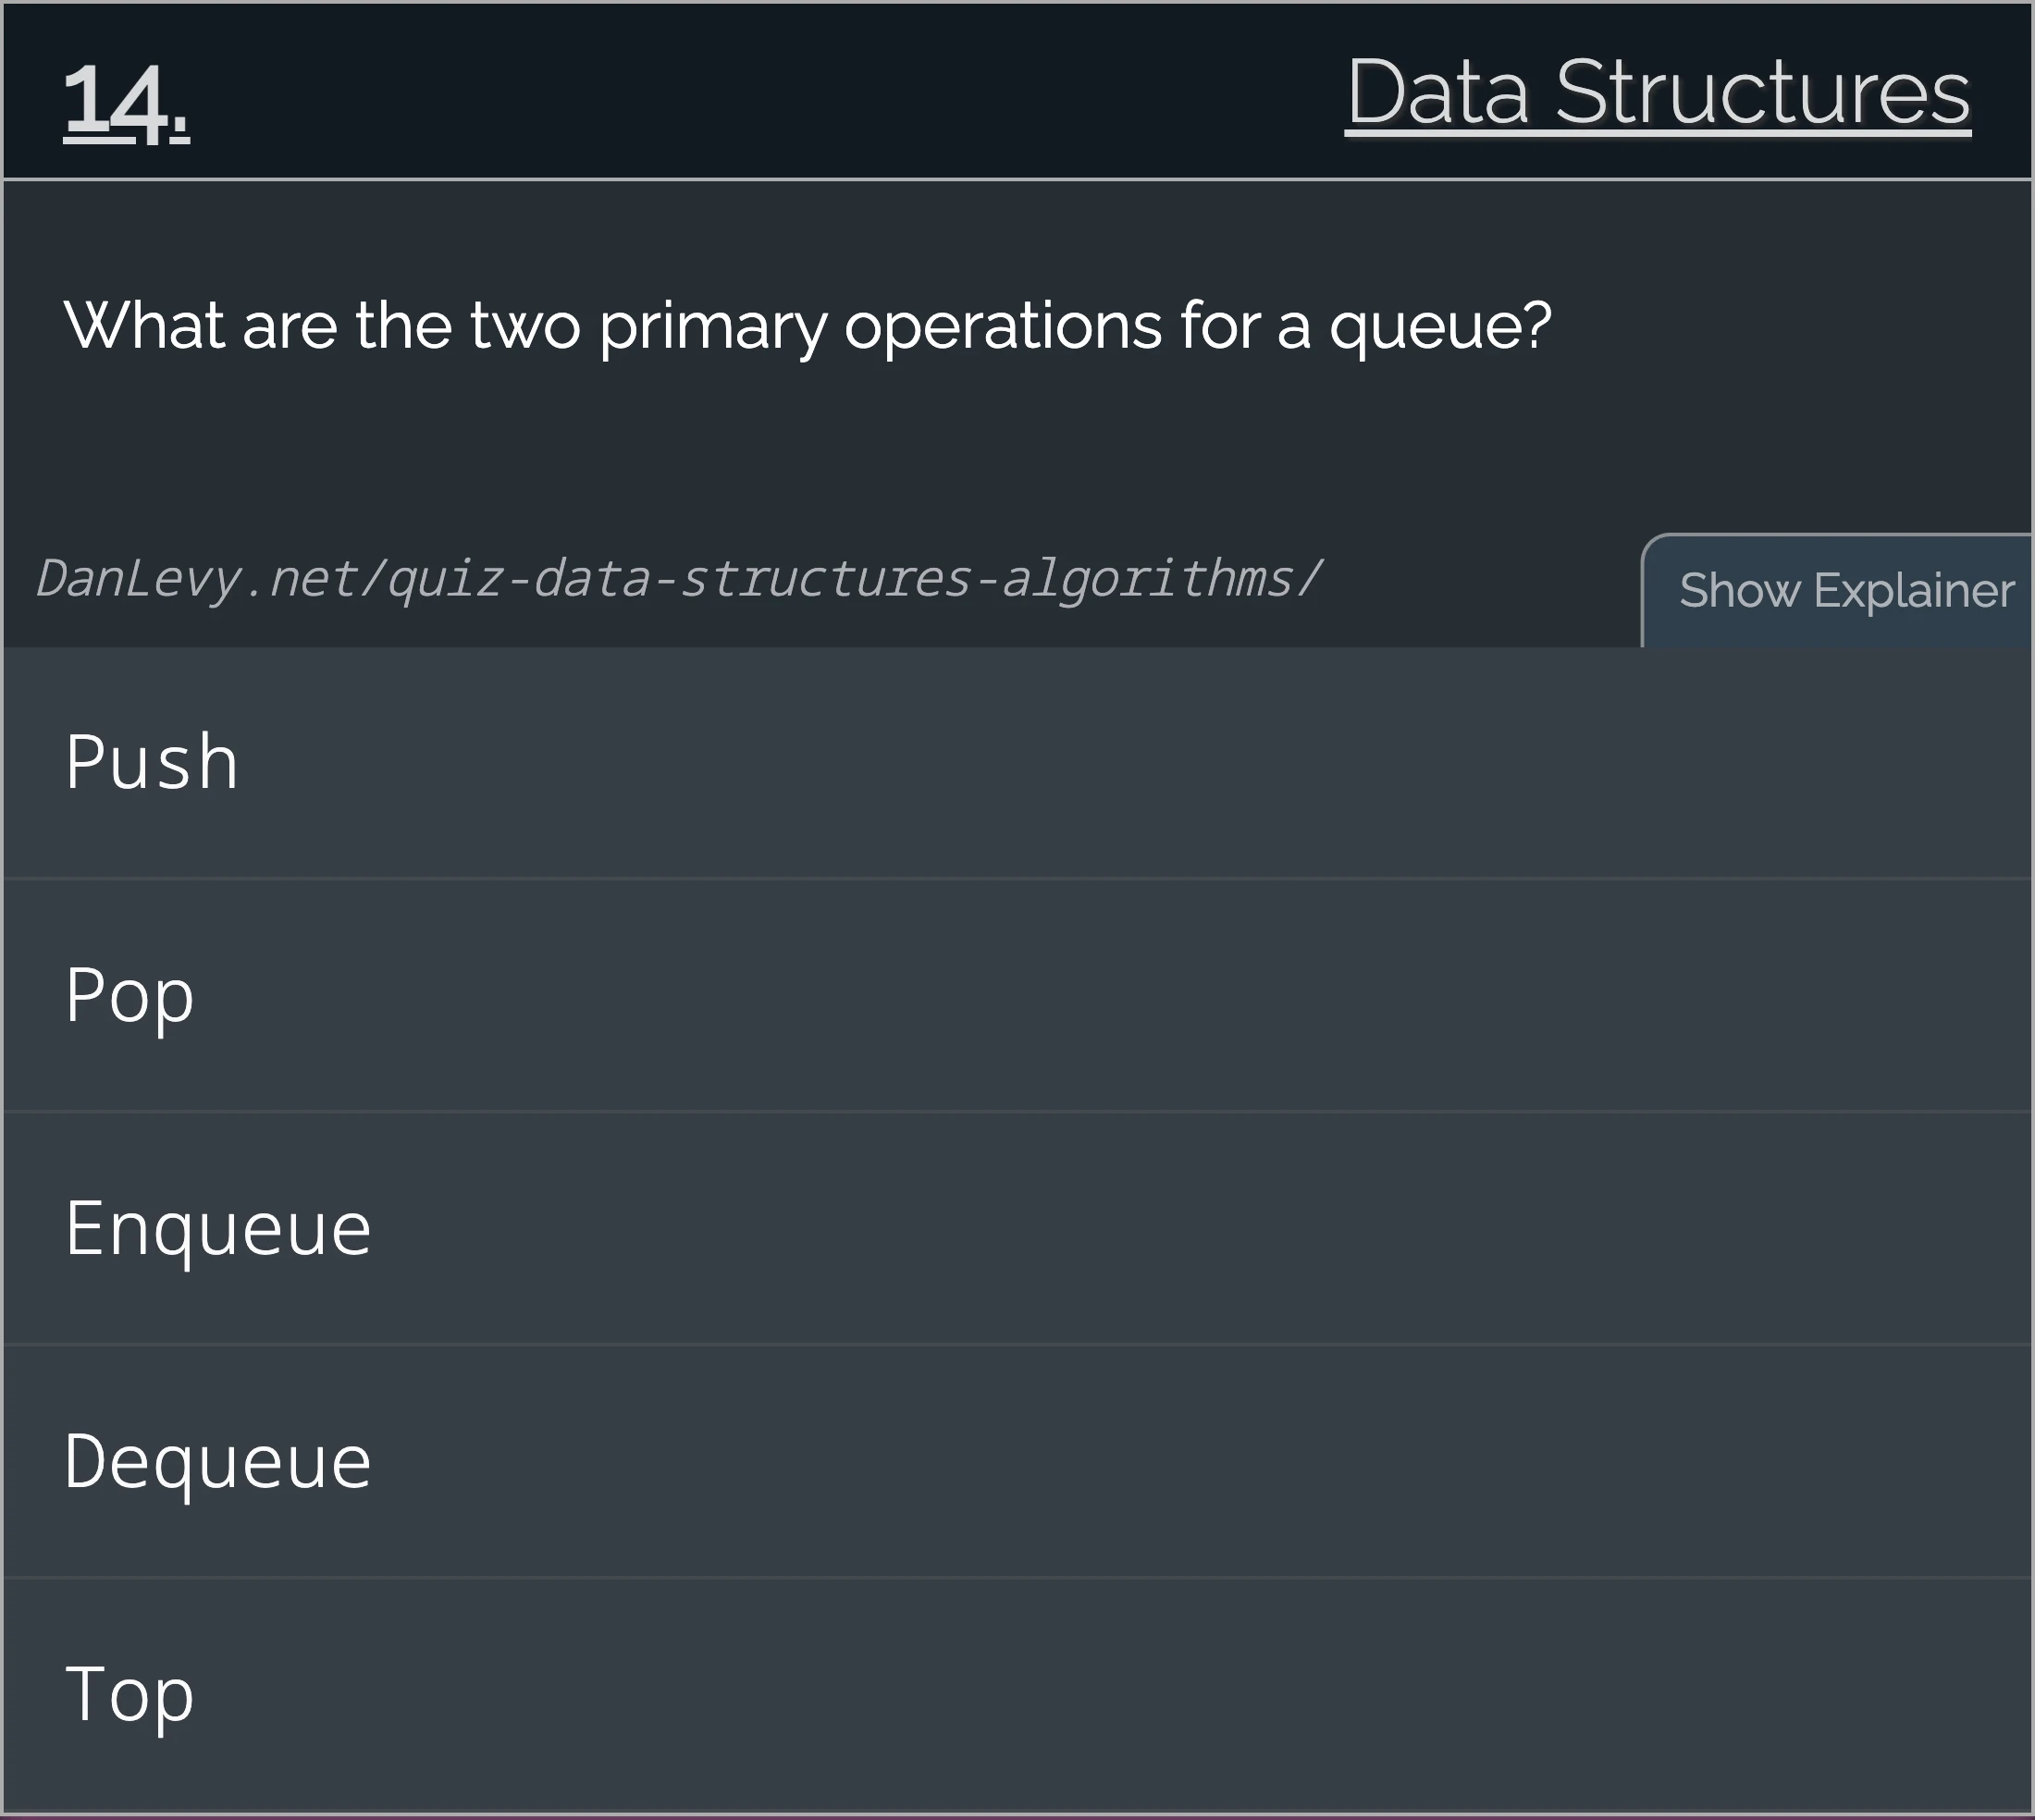 14.
Data Structures
What are the two primary operations for a queue?
DanLevy.net/quiz-data-structures-algorithms/
Show Explainer
Push
Pop
Enqueue
Dequeue
Top